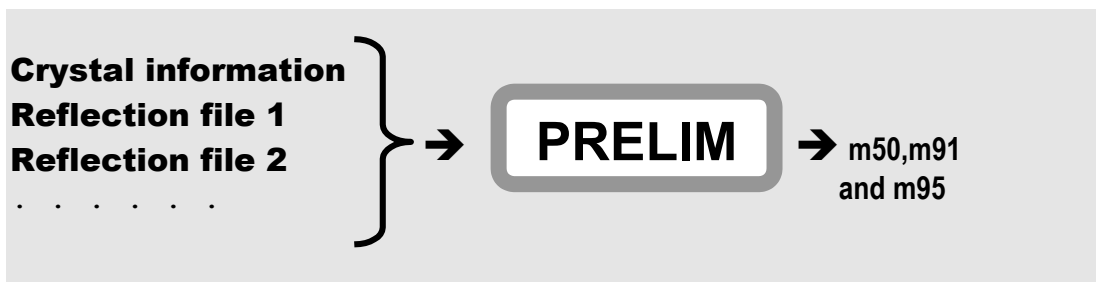 Crystal information
Reflection file 1
Reflection file 2
. . . . . .
➔ PRELIM ➔ m50,m91
and m95